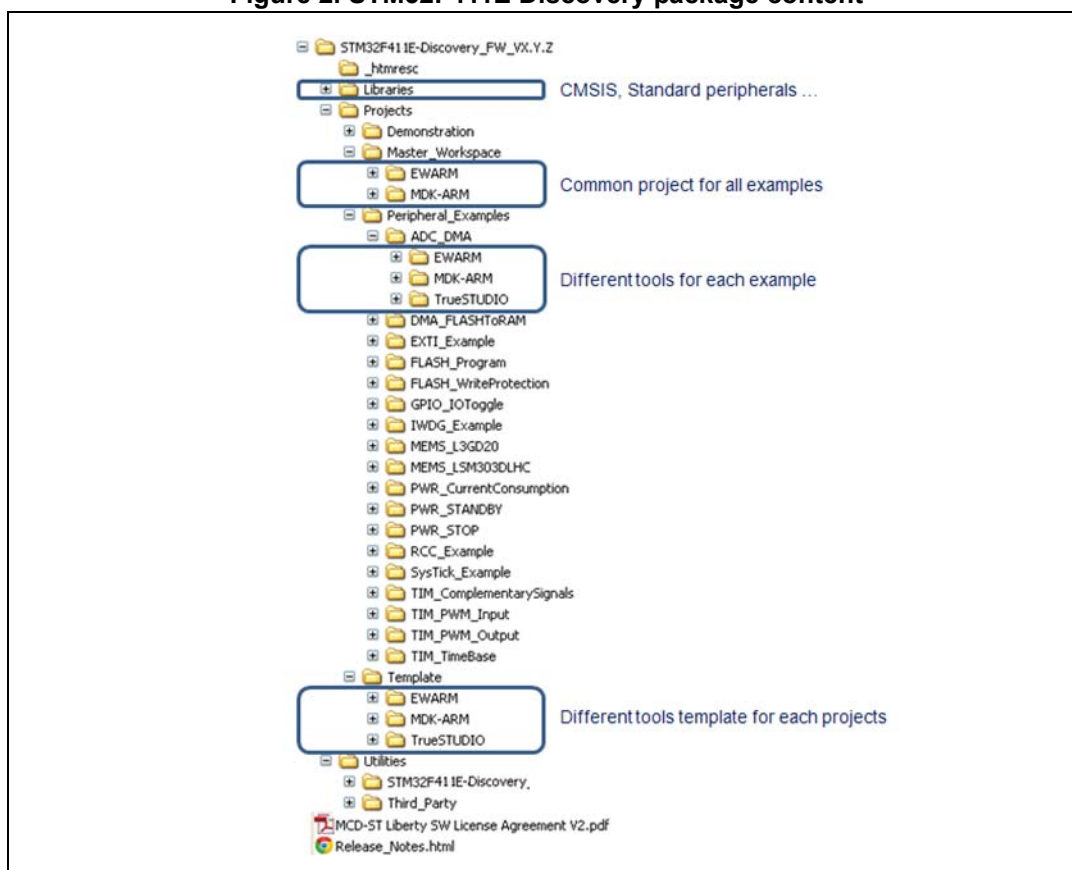 Figure 2. STM32F411E-Discovery package content
STM32F411E-Discovery_FW_VX.Y.Z
_htmresc
Libraries
CMSIS, Standard peripherals ...
Projects
Demonstration
Master_Workspace
EWARM
MDK-ARM
Common project for all examples
Peripheral_Examples
ADC_DMA
EWARM
MDK-ARM
TrueSTUDIO
Different tools for each example
DMA_FLASHToRAM
EXTI_Example
FLASH_Program
FLASH_WriteProtection
GPIO_IOToggle
IWDG_Example
MEMS_L3GD20
MEMS_LSM303DLHC
PWR_CurrentConsumption
PWR_STANDBY
PWR_STOP
RCC_Example
SysTick_Example
TIM_ComplementarySignals
TIM_PWM_Input
TIM_PWM_Output
TIM_TimeBase
Template
EWARM
MDK-ARM
TrueSTUDIO
Different tools template for each projects
Utilities
STM32F411E-Discovery
Third_Party
MCD-ST Liberty SW License Agreement V2.pdf
Release_Notes.html